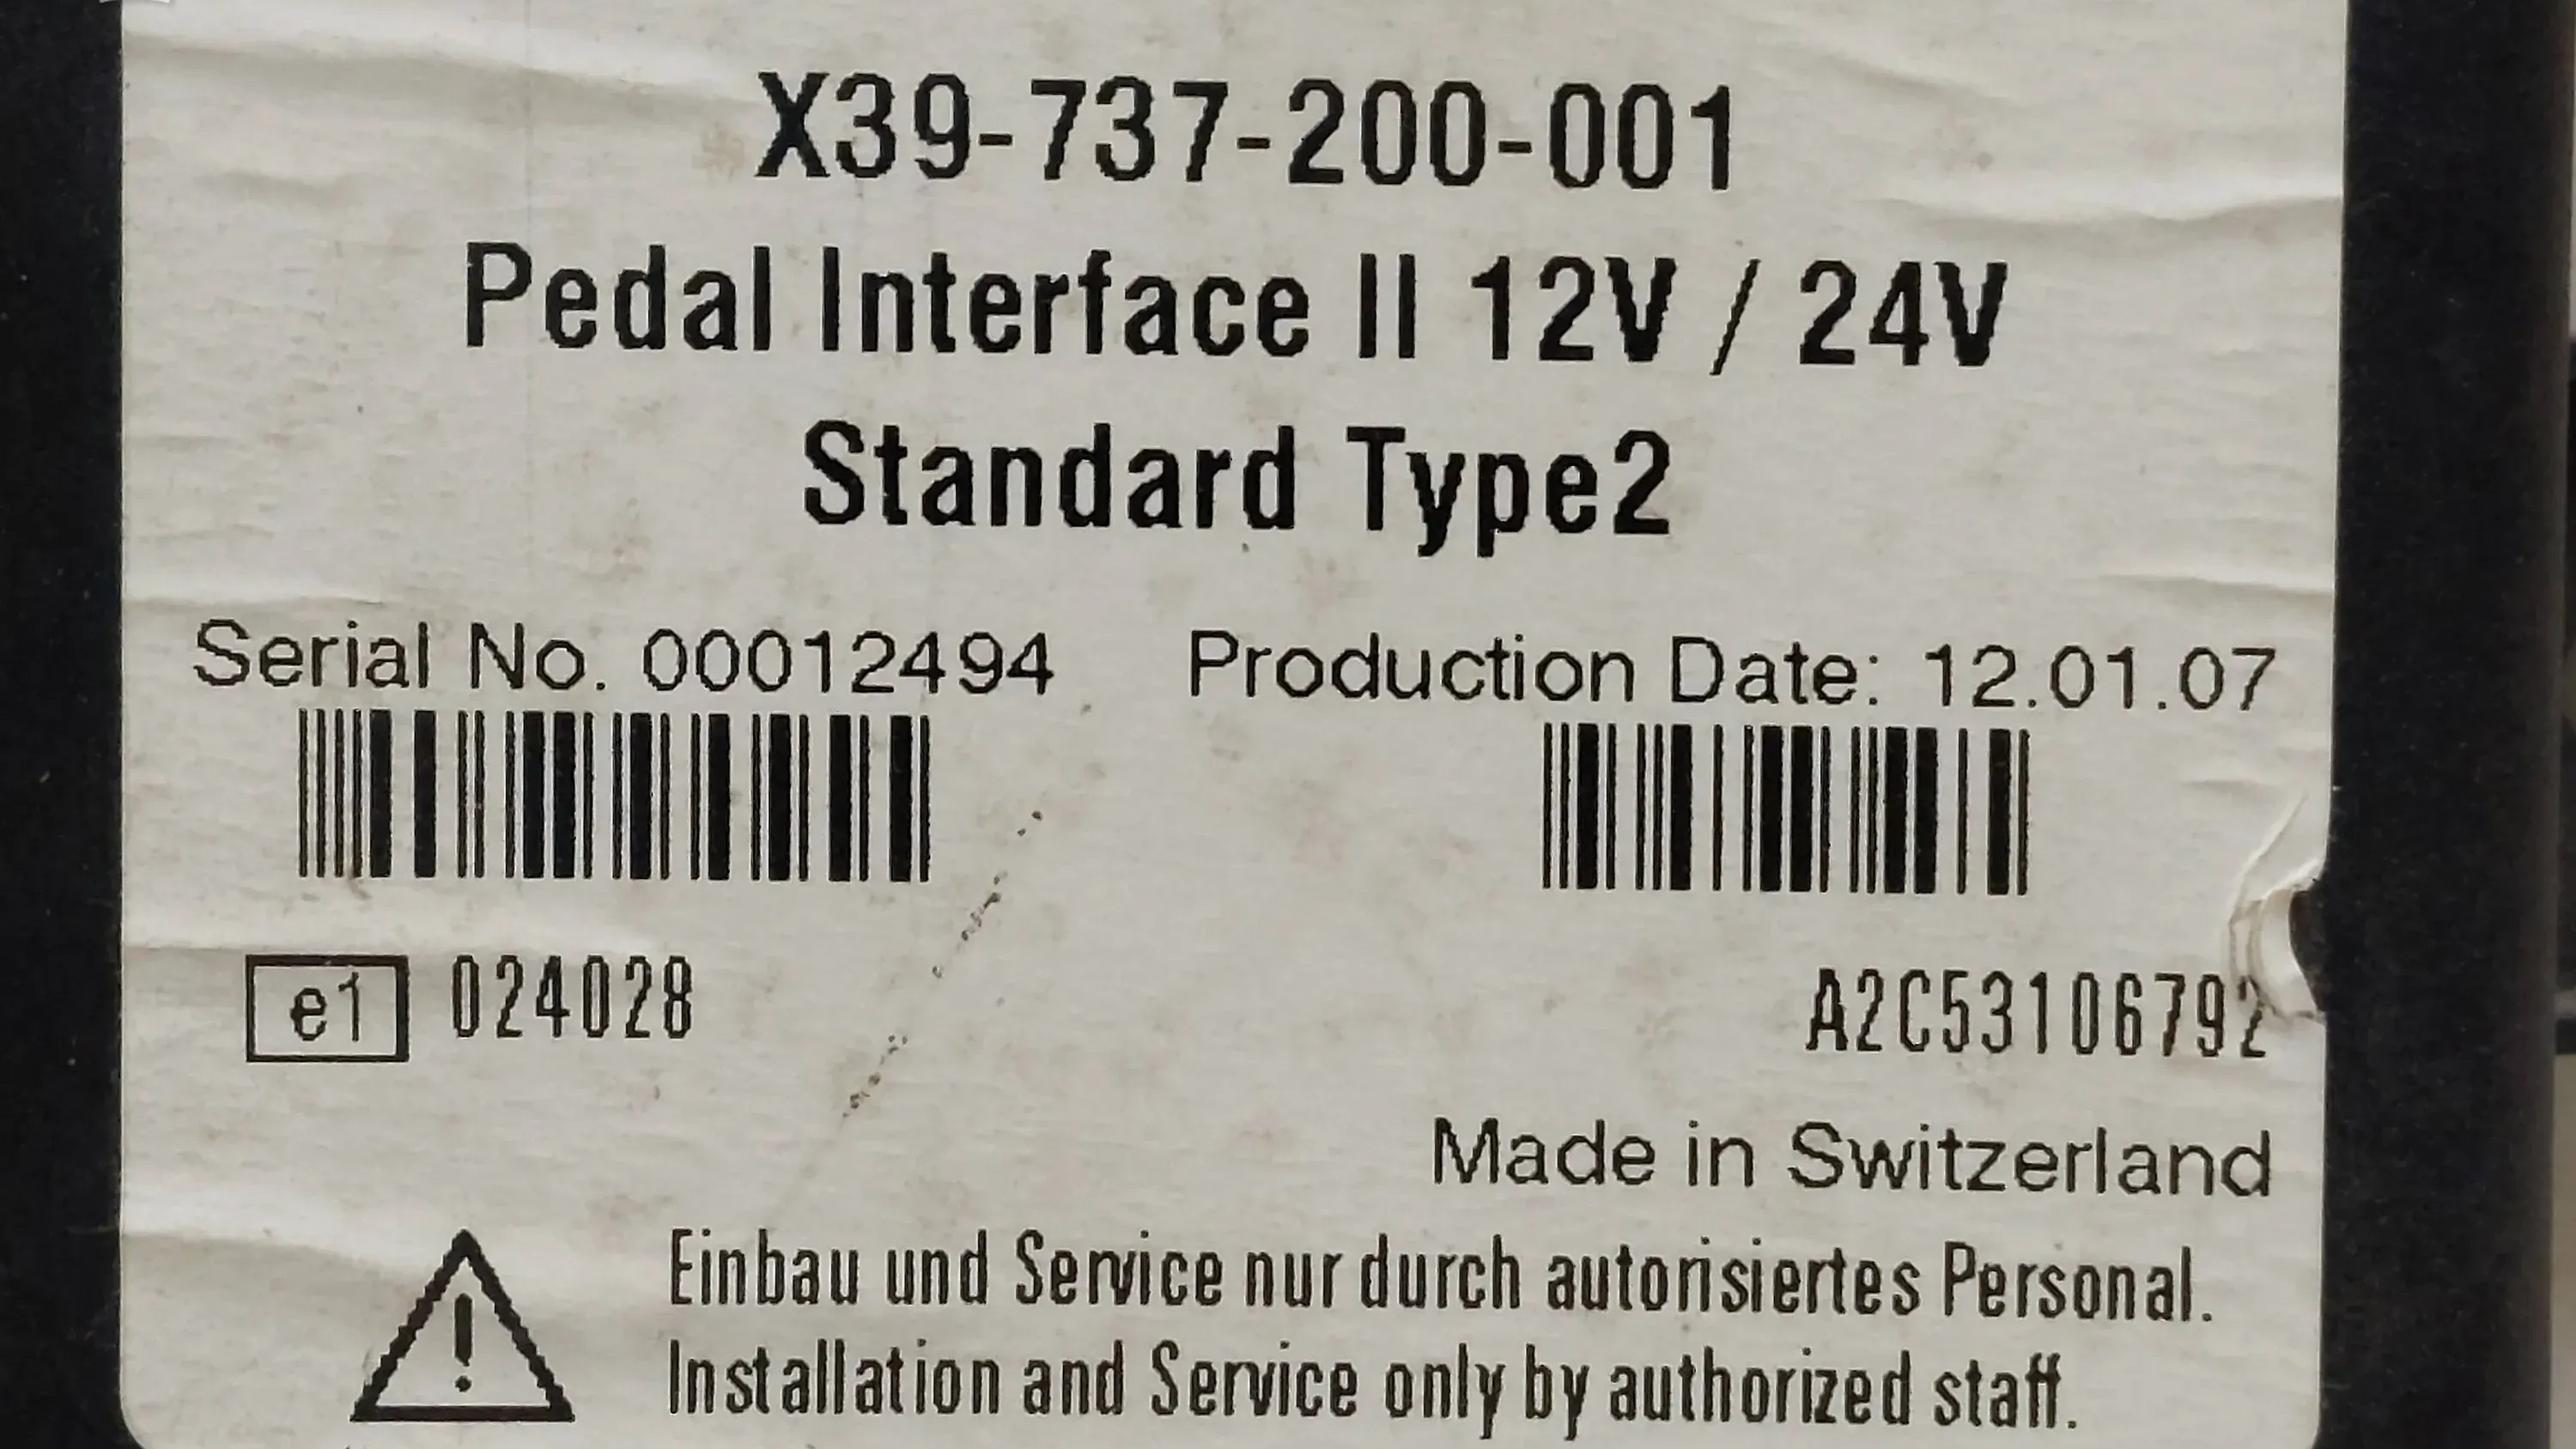 X39-737-200-001
Pedal Interface II 12V / 24V
Standard Type2
Serial No. 00012494
Production Date: 12.01.07
e1 024028
A2C53106792
Made in Switzerland
Einbau und Service nur durch autorisiertes Personal.
Installation and Service only by authorized staff.